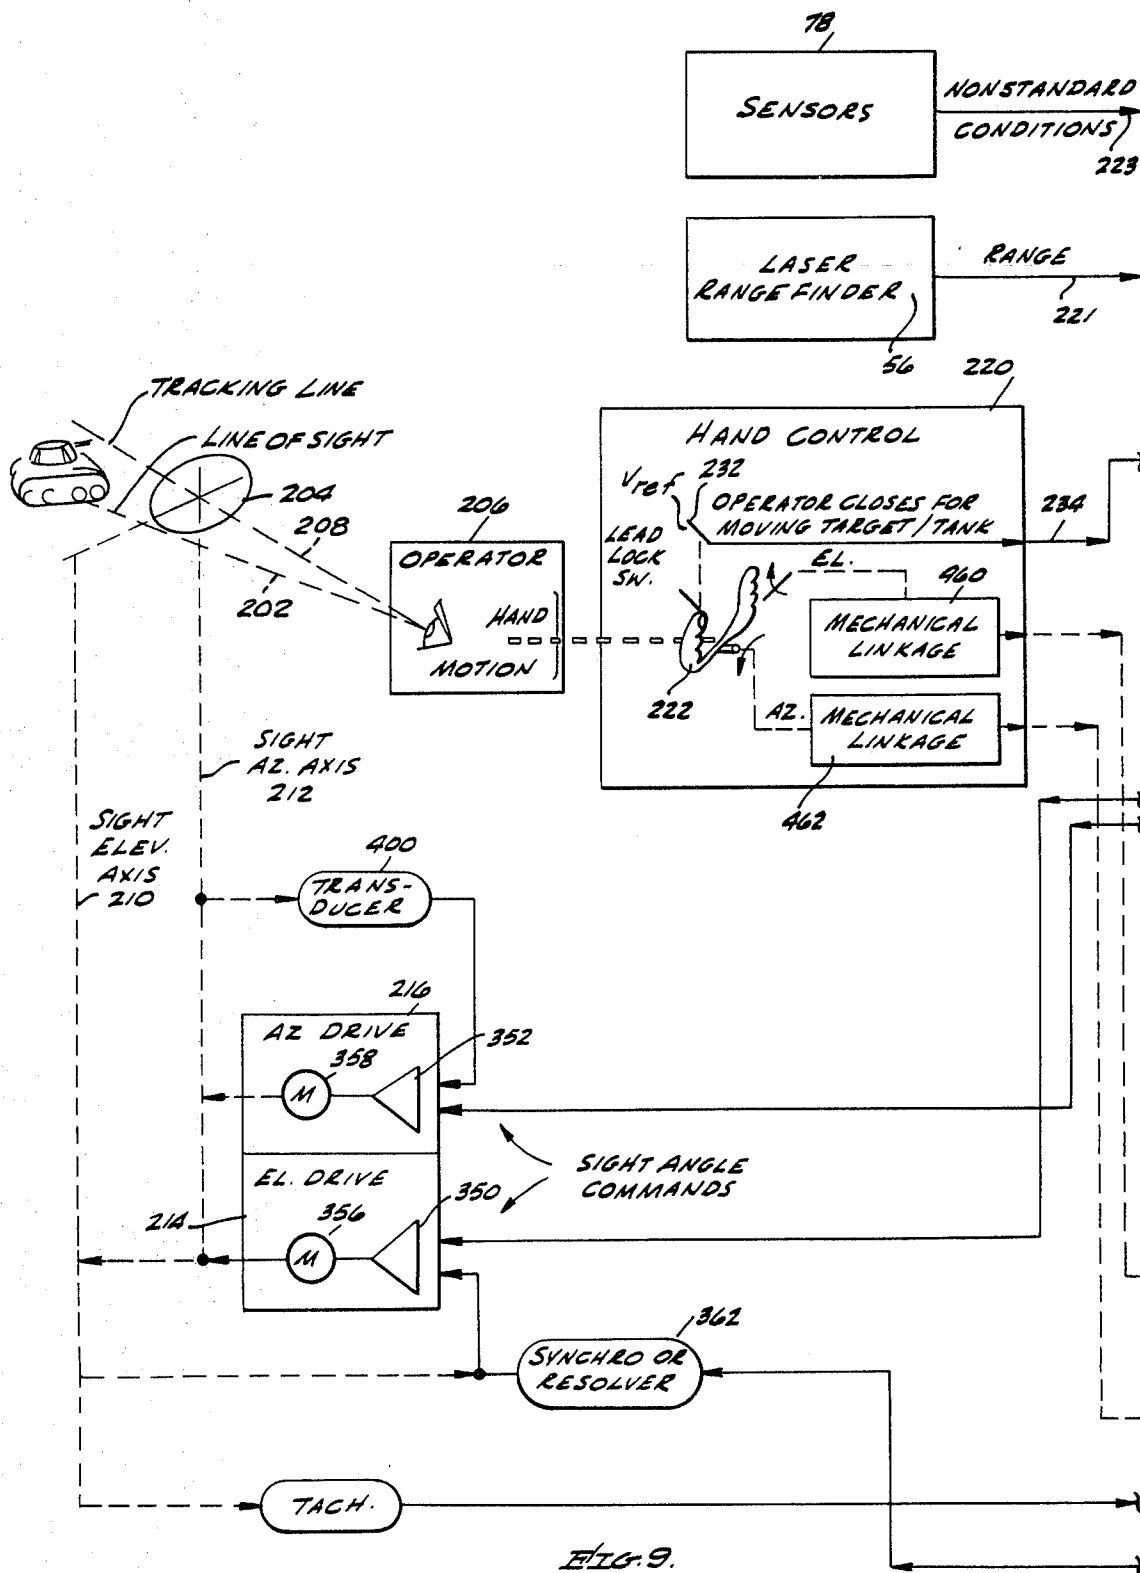 78
SENSORS
NONSTANDARD
CONDITIONS
223
LASER
RANGE FINDER
RANGE
221
56
220
TRACKING LINE
LINE OF SIGHT
204
208
202
206
OPERATOR
HAND
MOTION
HAND CONTROL
Vref
232
OPERATOR CLOSES FOR
MOVING TARGET/TANK
234
LEAD
LOCK
SW.
EL.
460
MECHANICAL
LINKAGE
222
AZ.
MECHANICAL
LINKAGE
462
SIGHT
AZ. AXIS
212
SIGHT
ELEV.
AXIS
210
400
TRANS-
DUCER
216
AZ DRIVE
352
358
M
SIGHT ANGLE
COMMANDS
EL. DRIVE
350
214
356
M
362
SYNCHRO OR
RESOLVER
TACH.
FIG. 9.